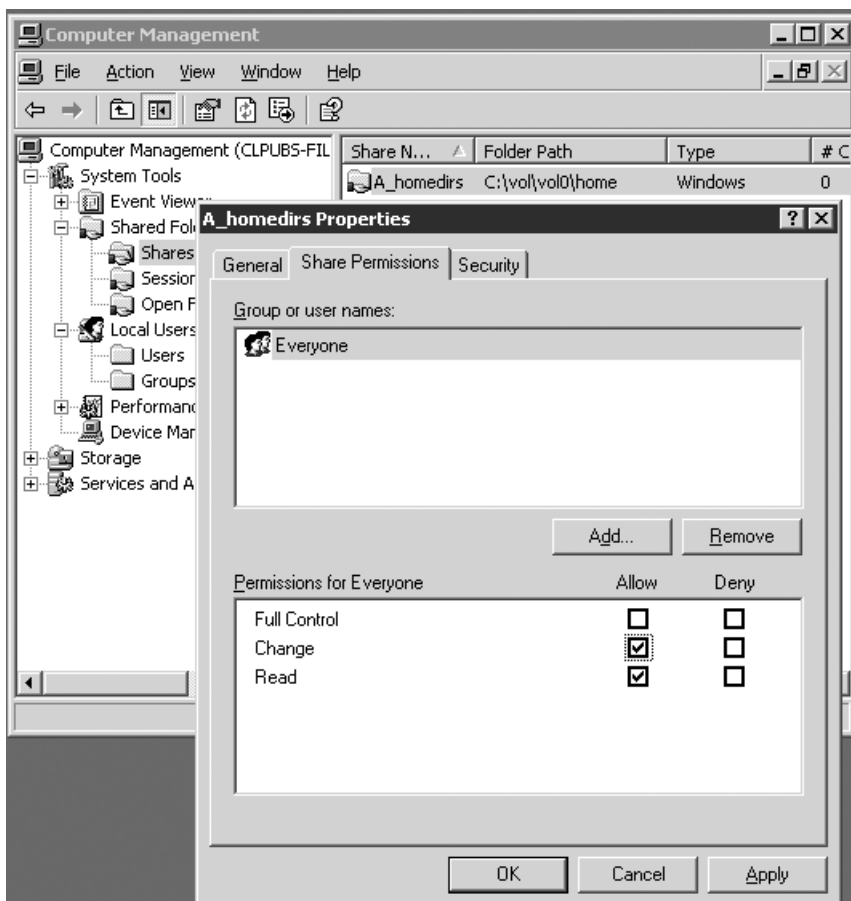 Computer Management
File Action View Window Help
Computer Management (CLPUBS-FIL
System Tools
Event Viewer
Shared Fol
Shares
Session
Open F
Local Users
Users
Groups
Performanc
Device Mar
Storage
Services and A
Share N... Folder Path Type # C
A_homedirs C:\vol\vol0\home Windows 0
A_homedirs Properties
General Share Permissions Security
Group or user names:
Everyone
Add... Remove
Permissions for Everyone Allow Deny
Full Control
Change
Read
OK Cancel Apply